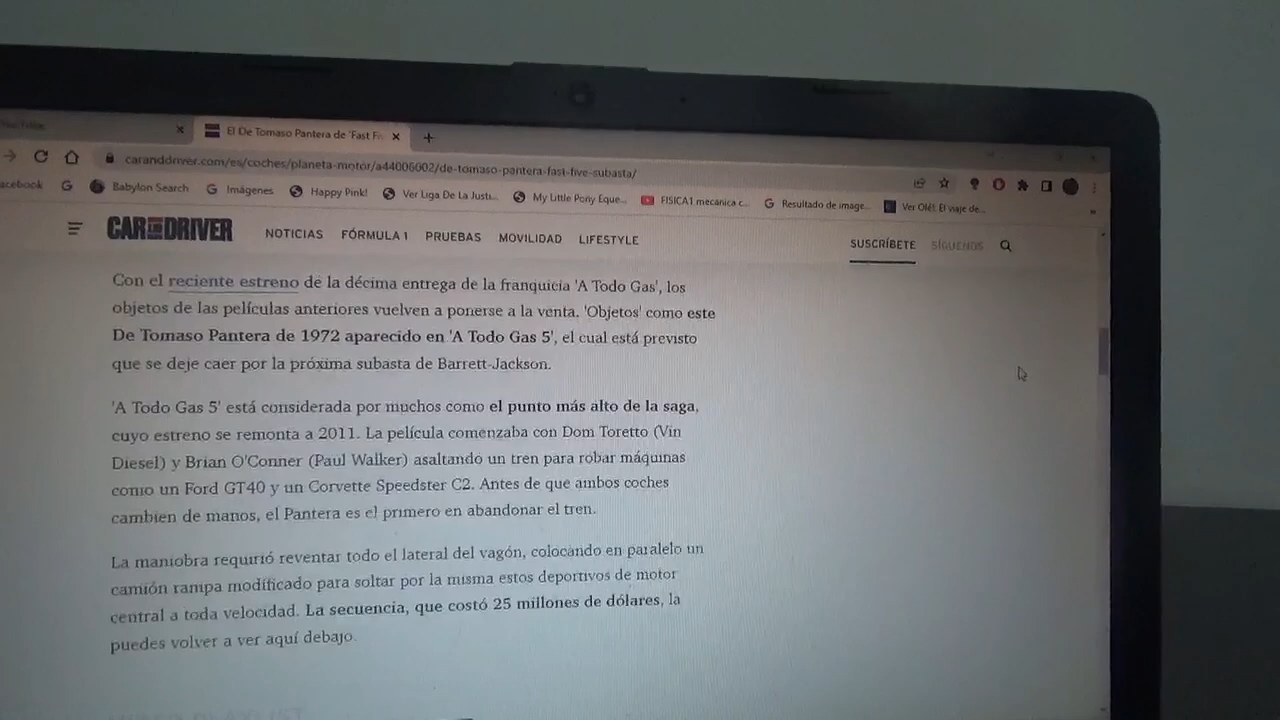 El De Tomaso Pantera de 'Fast Fi
caranddriver.com/es/coches/planeta-motor/a44006002/de-tomaso-pantera-fast-five-subasta/
acebook
Babylon Search
Imágenes
Happy Pink!
Ver Liga De La Justi...
My Little Pony Eque...
FISICA1 mecánica c...
Resultado de image...
Ver Olé!. El viaje de...
CAR AND DRIVER
NOTICIAS
FÓRMULA 1
PRUEBAS
MOVILIDAD
LIFESTYLE
SUSCRÍBETE
SÍGUENOS
Con el reciente estreno de la décima entrega de la franquicia 'A Todo Gas', los
objetos de las películas anteriores vuelven a ponerse a la venta. 'Objetos' como este
De Tomaso Pantera de 1972 aparecido en 'A Todo Gas 5', el cual está previsto
que se deje caer por la próxima subasta de Barrett-Jackson.
'A Todo Gas 5' está considerada por muchos como el punto más alto de la saga,
cuyo estreno se remonta a 2011. La película comenzaba con Dom Toretto (Vin
Diesel) y Brian O'Conner (Paul Walker) asaltando un tren para robar máquinas
como un Ford GT40 y un Corvette Speedster C2. Antes de que ambos coches
cambien de manos, el Pantera es el primero en abandonar el tren.
La maniobra requirió reventar todo el lateral del vagón, colocando en paralelo un
camión rampa modificado para soltar por la misma estos deportivos de motor
central a toda velocidad. La secuencia, que costó 25 millones de dólares, la
puedes volver a ver aquí debajo.